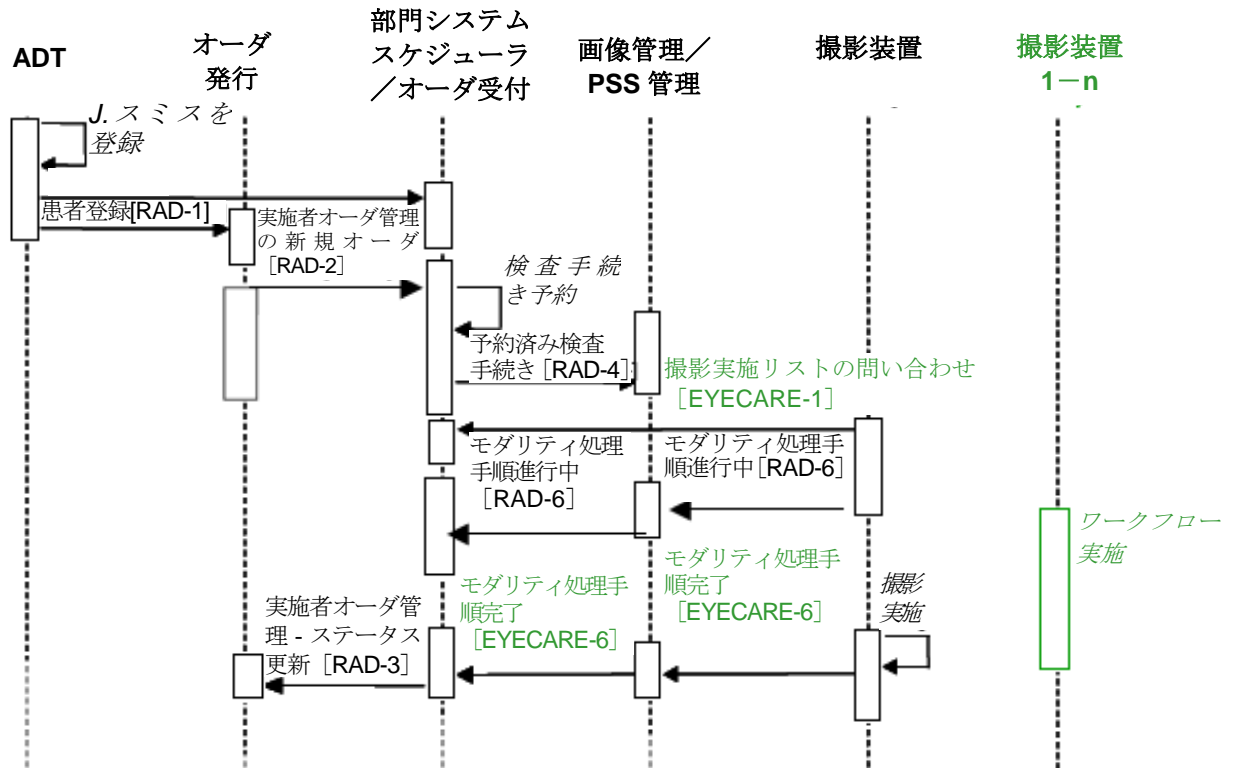 ADT
オーダ
発行
部門システム
スケジューラ
／オーダ受付
画像管理／
PSS 管理
撮影装置
撮影装置
1－n
J. スミスを
登録
患者登録[RAD-1]
実施者オーダ管理
の新規オーダ
［RAD-2］
検査手続
き予約
予約済み検査
手続き［RAD-4］
撮影実施リストの問い合わせ
［EYECARE-1］
モダリティ処理
手順進行中
［RAD-6］
モダリティ処理手
順進行中［RAD-6］
ワークフロー
実施
モダリティ処理手
順完了
［EYECARE-6］
モダリティ処理手
順完了
［EYECARE-6］
撮影
実施
実施者オーダ管
理 - ステータス
更新［RAD-3］